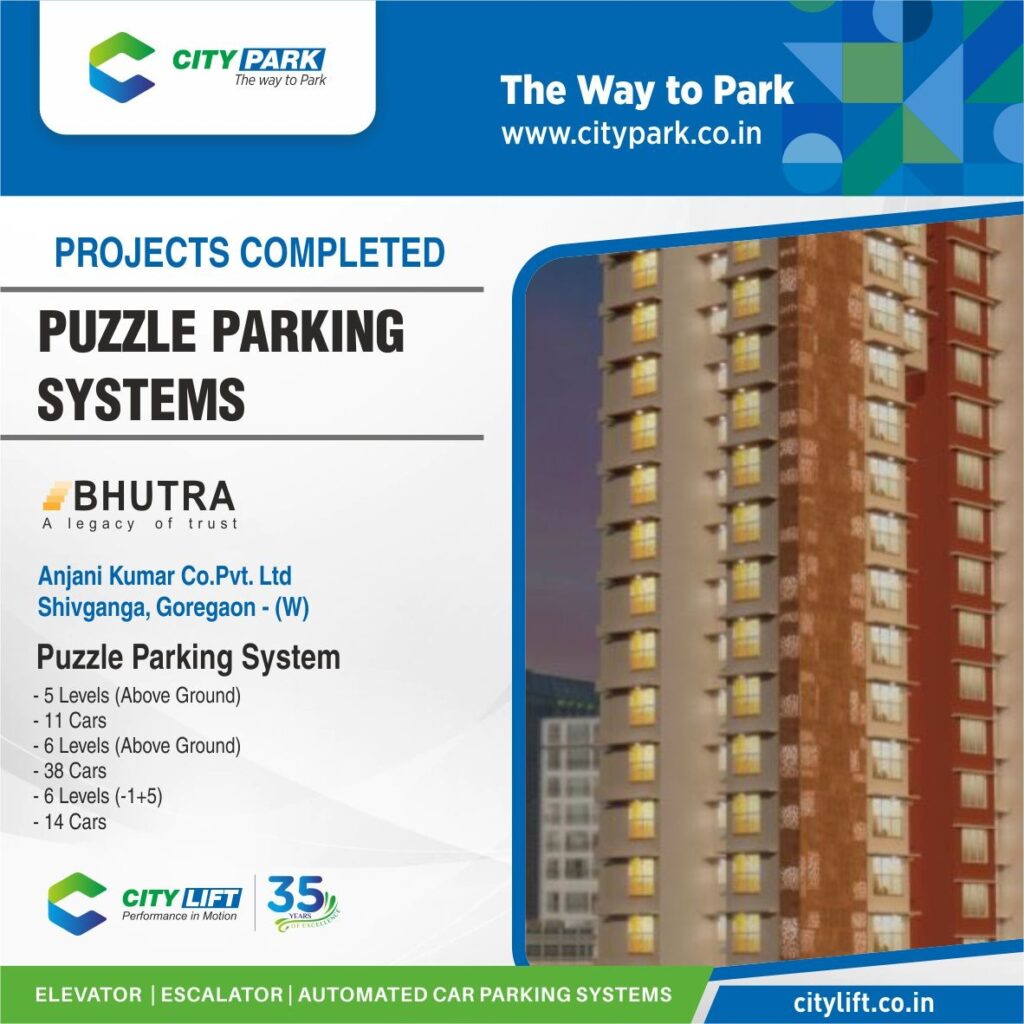 CITY PARK
The way to Park
The Way to Park
www.citypark.co.in
PROJECTS COMPLETED
PUZZLE PARKING
SYSTEMS
BHUTRA
A legacy of trust
Anjani Kumar Co.Pvt. Ltd
Shivganga, Goregaon - (W)
Puzzle Parking System
- 5 Levels (Above Ground)
- 11 Cars
- 6 Levels (Above Ground)
- 38 Cars
- 6 Levels (-1+5)
- 14 Cars
CITY LIFT
Performance in Motion
35
YEARS
OF EXCELLENCE
ELEVATOR | ESCALATOR | AUTOMATED CAR PARKING SYSTEMS
citylift.co.in